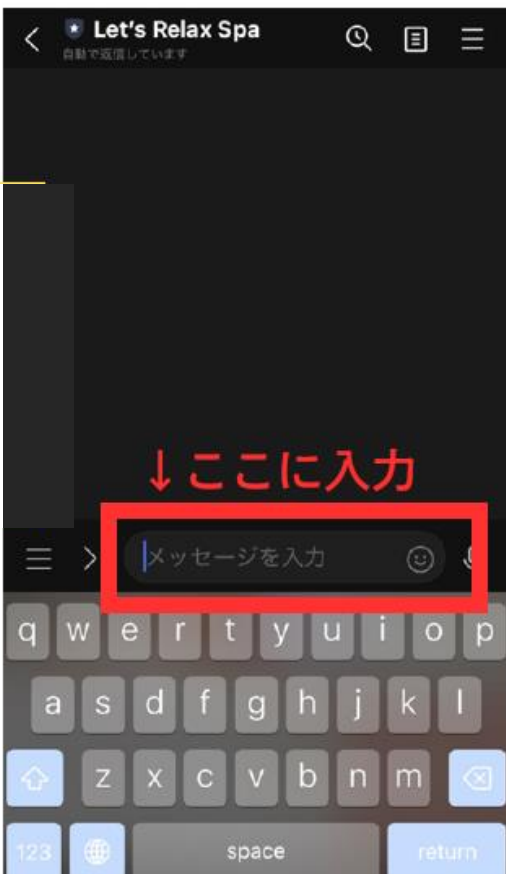 Let's Relax Spa
自動で返信しています
↓ここに入力
メッセージを入力
q w e r t y u i o p
a s d f g h j k l
z x c v b n m
123 space return